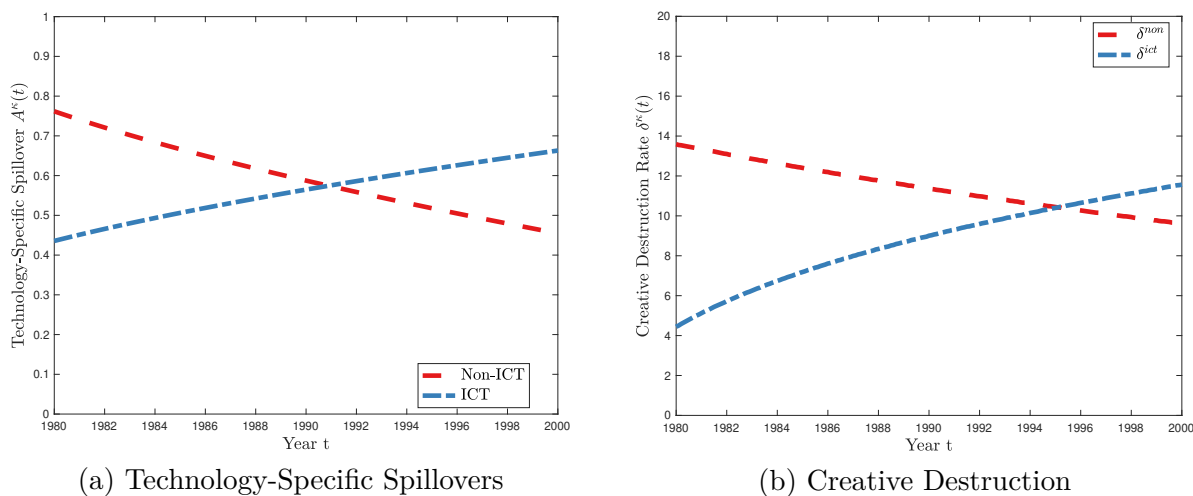 Technology-Specific Spillover A^κ(t)
1
0.9
0.8
0.7
0.6
0.5
0.4
0.3
0.2
0.1
0
Non-ICT
ICT
1980 1982 1984 1986 1988 1990 1992 1994 1996 1998 2000
Year t
(a) Technology-Specific Spillovers
Creative Destruction Rate δ^κ(t)
20
18
16
14
12
10
8
6
4
2
0
δ^non
δ^ict
1980 1982 1984 1986 1988 1990 1992 1994 1996 1998 2000
Year t
(b) Creative Destruction